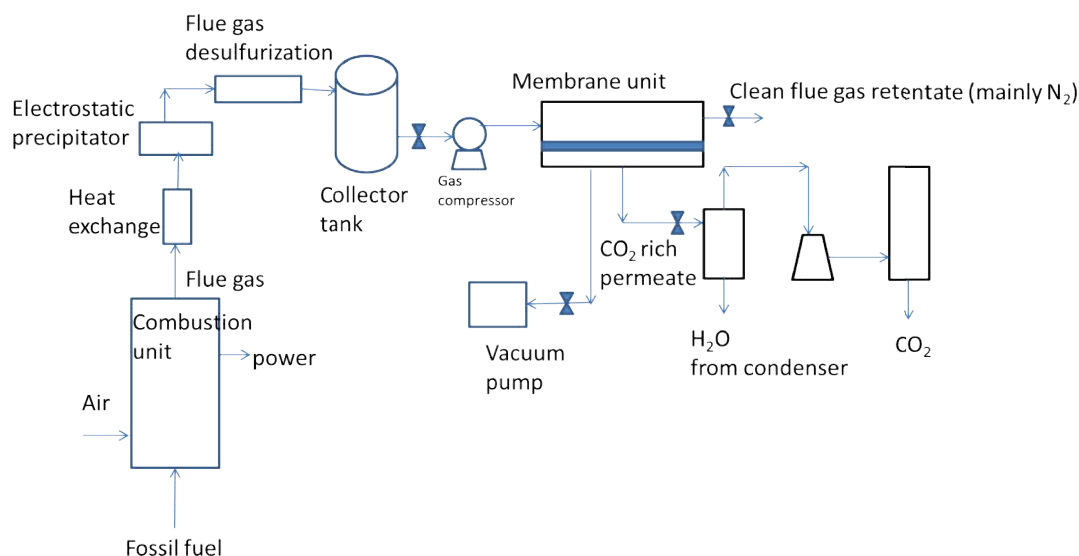 Flue gas
desulfurization
Electrostatic
precipitator
Heat
exchange
Flue gas
Combustion
unit
power
Air
Fossil fuel
Collector
tank
Gas
compressor
Membrane unit
Clean flue gas retentate (mainly N₂)
CO₂ rich
permeate
Vacuum
pump
H₂O
from condenser
CO₂